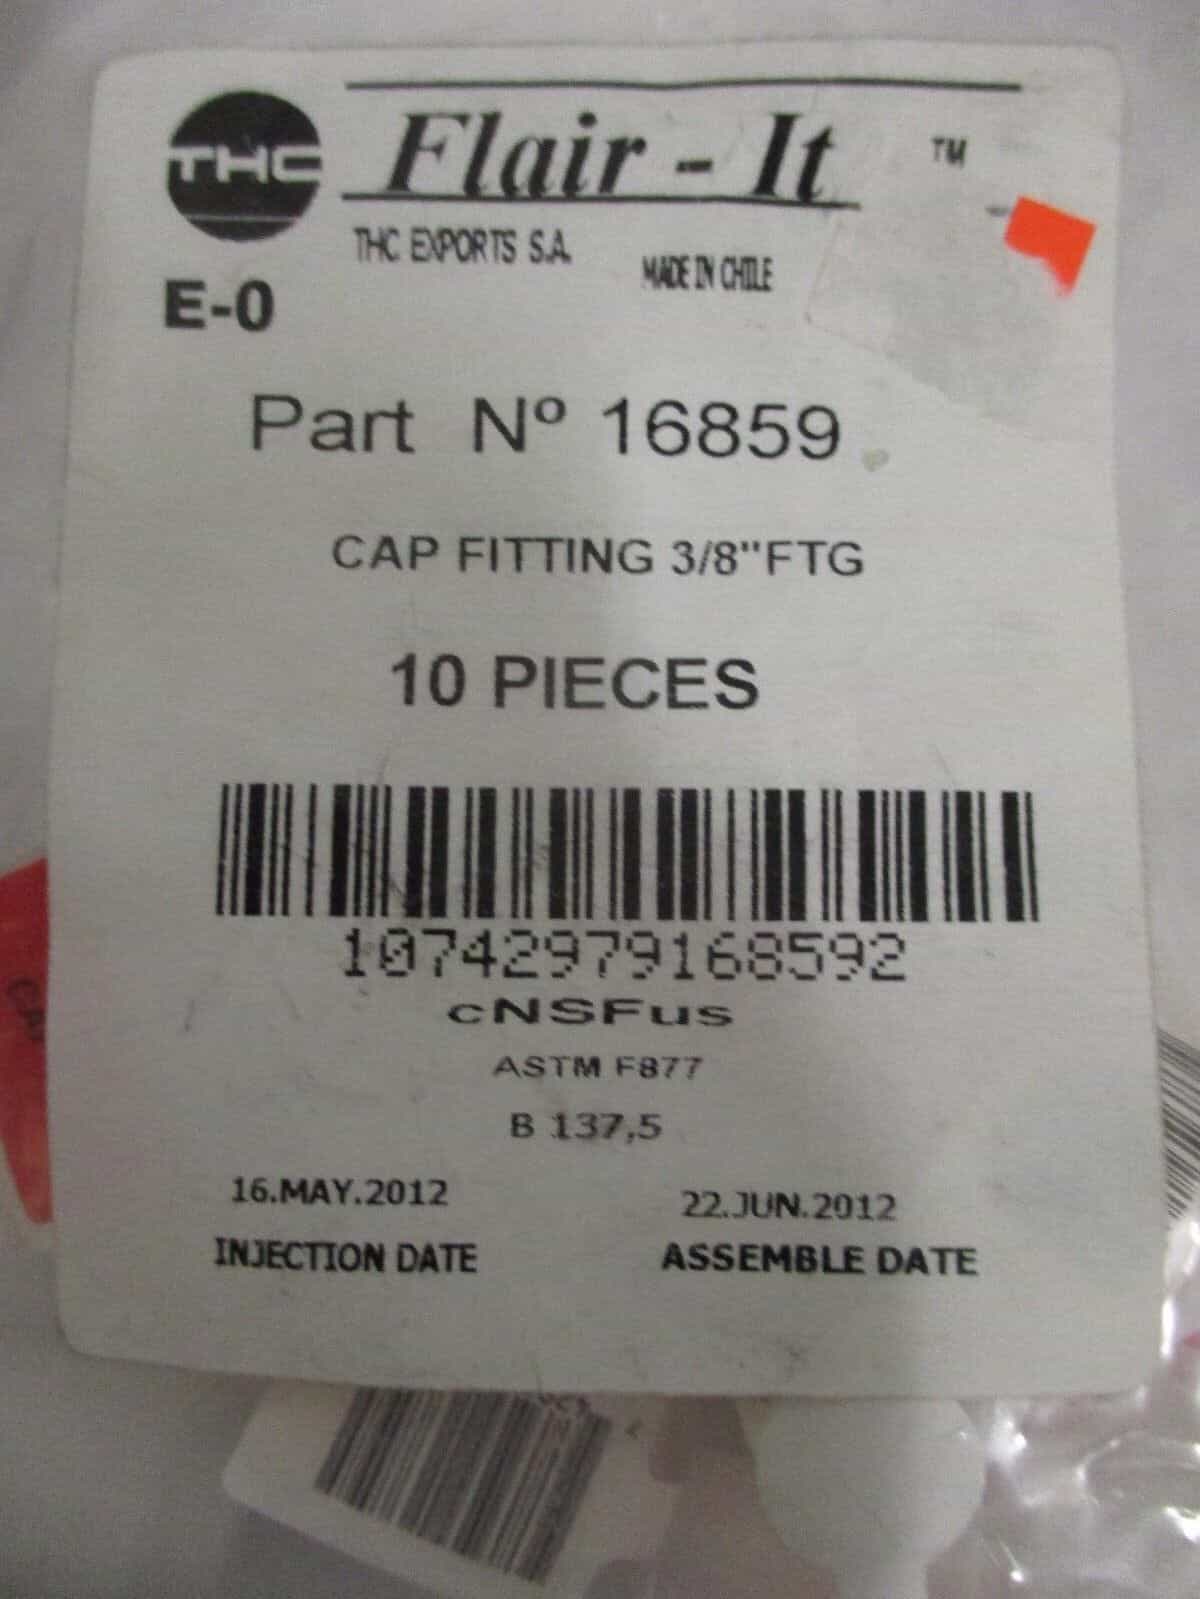 THC
Flair - It ™
THC EXPORTS S.A.
MADE IN CHILE
E-0
Part Nº 16859
CAP FITTING 3/8"FTG
10 PIECES
10742979168592
cNSFus
ASTM F877
B 137,5
16.MAY.2012
22.JUN.2012
INJECTION DATE
ASSEMBLE DATE